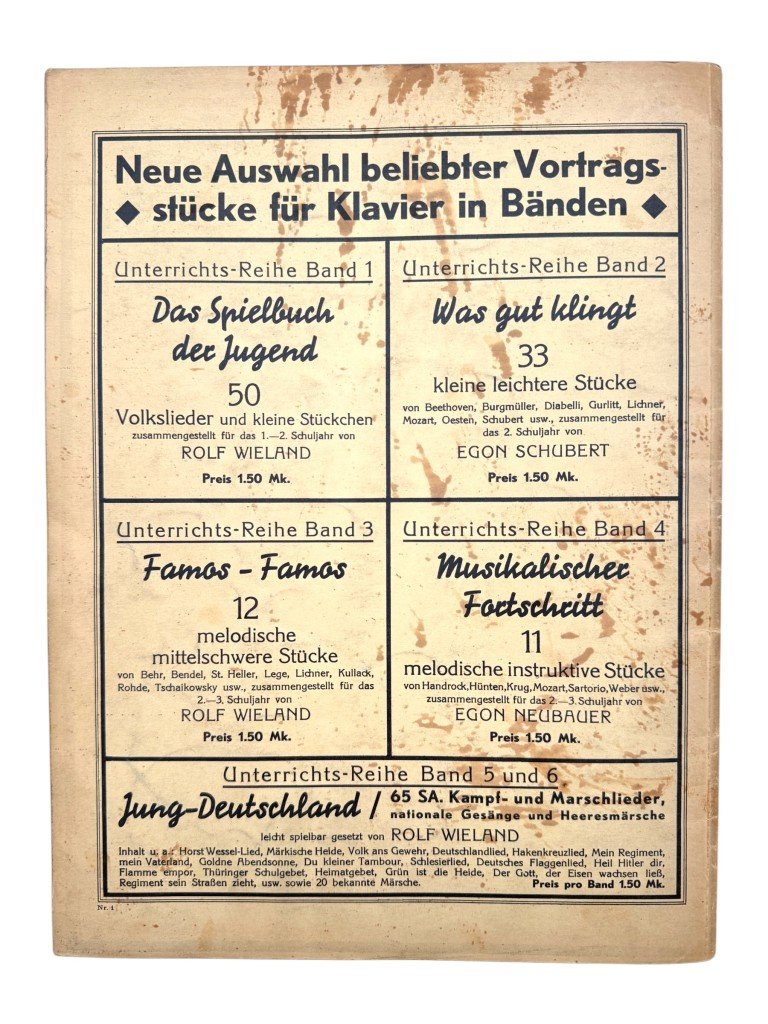 Neue Auswahl beliebter Vortrags-
◆ stücke für Klavier in Bänden ◆
Unterrichts-Reihe Band 1
Das Spielbuch
der Jugend
50
Volkslieder und kleine Stückchen
zusammengestellt für das 1.—2. Schuljahr von
ROLF WIELAND
Preis 1.50 Mk.
Unterrichts-Reihe Band 2
Was gut klingt
33
kleine leichtere Stücke
von Beethoven, Burgmüller, Diabelli, Gurlitt, Lichner,
Mozart, Oesten, Schubert usw., zusammengestellt für
das 2. Schuljahr von
EGON SCHUBERT
Preis 1.50 Mk.
Unterrichts-Reihe Band 3
Famos - Famos
12
melodische
mittelschwere Stücke
von Behr, Bendel, St. Heller, Lege, Lichner, Kullack,
Rohde, Tschaikowsky usw., zusammengestellt für das
2.—3. Schuljahr von
ROLF WIELAND
Preis 1.50 Mk.
Unterrichts-Reihe Band 4
Musikalischer
Fortschritt
11
melodische instruktive Stücke
von Handrock, Hünten, Krug, Mozart, Sartorio, Weber usw.,
zusammengestellt für das 2.—3. Schuljahr von
EGON NEUBAUER
Preis 1.50 Mk.
Unterrichts-Reihe Band 5 und 6
Jung-Deutschland / 65 SA. Kampf- und Marschlieder,
nationale Gesänge und Heeresmärsche
leicht spielbar gesetzt von ROLF WIELAND
Inhalt u. a.: Horst Wessel-Lied, Märkische Heide, Volk ans Gewehr, Deutschlandlied, Hakenkreuzlied, Mein Regiment,
mein Vaterland, Goldne Abendsonne, Du kleiner Tambour, Schlesierlied, Deutsches Flaggenlied, Heil Hitler dir,
Flamme empor, Thüringer Schulgebet, Heimatgebet, Grün ist die Heide, Der Gott, der Eisen wachsen ließ,
Regiment sein Straßen zieht, usw. sowie 20 bekannte Märsche. Preis pro Band 1.50 Mk.
Nr. 1